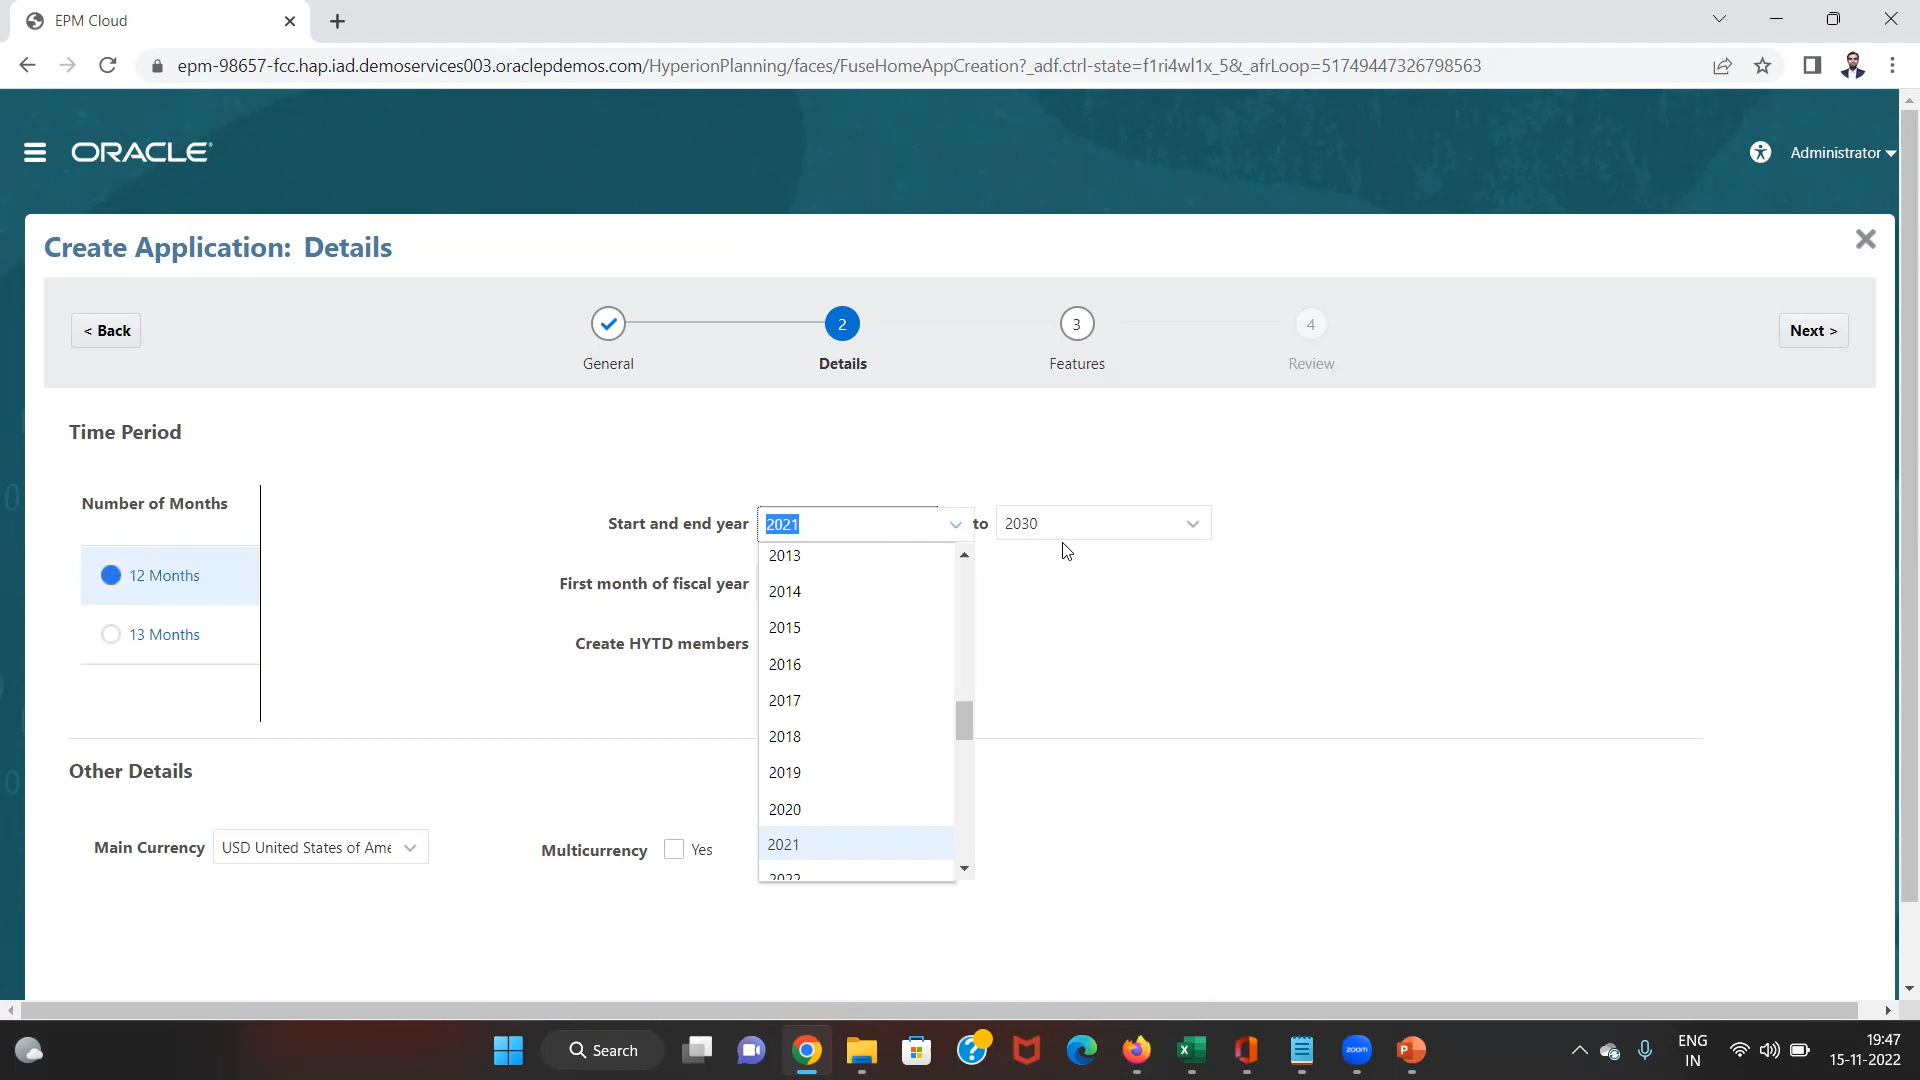 EPM Cloud
epm-98657-fcc.hap.iad.demoservices003.oraclepdemos.com/HyperionPlanning/faces/FuseHomeAppCreation?_adf.ctrl-state=f1ri4wl1x_5&_afrLoop=51749447326798563
ORACLE
Administrator
Create Application: Details
< Back
2
3
4
Next >
General
Details
Features
Review
Time Period
Number of Months
12 Months
13 Months
Start and end year
2021
to
2030
First month of fiscal year
Create HYTD members
2013
2014
2015
2016
2017
2018
2019
2020
2021
2022
Other Details
Main Currency
USD United States of Ame
Multicurrency
Yes
Search
zoom
ENG
IN
19:47
15-11-2022